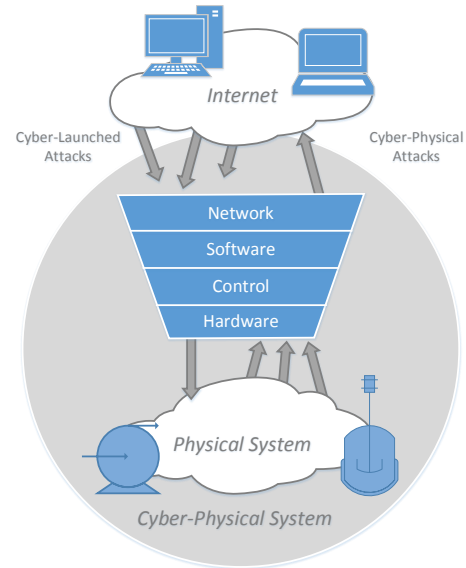 Internet
Cyber-Launched
Attacks
Cyber-Physical
Attacks
Network
Software
Control
Hardware
Physical System
Cyber-Physical System